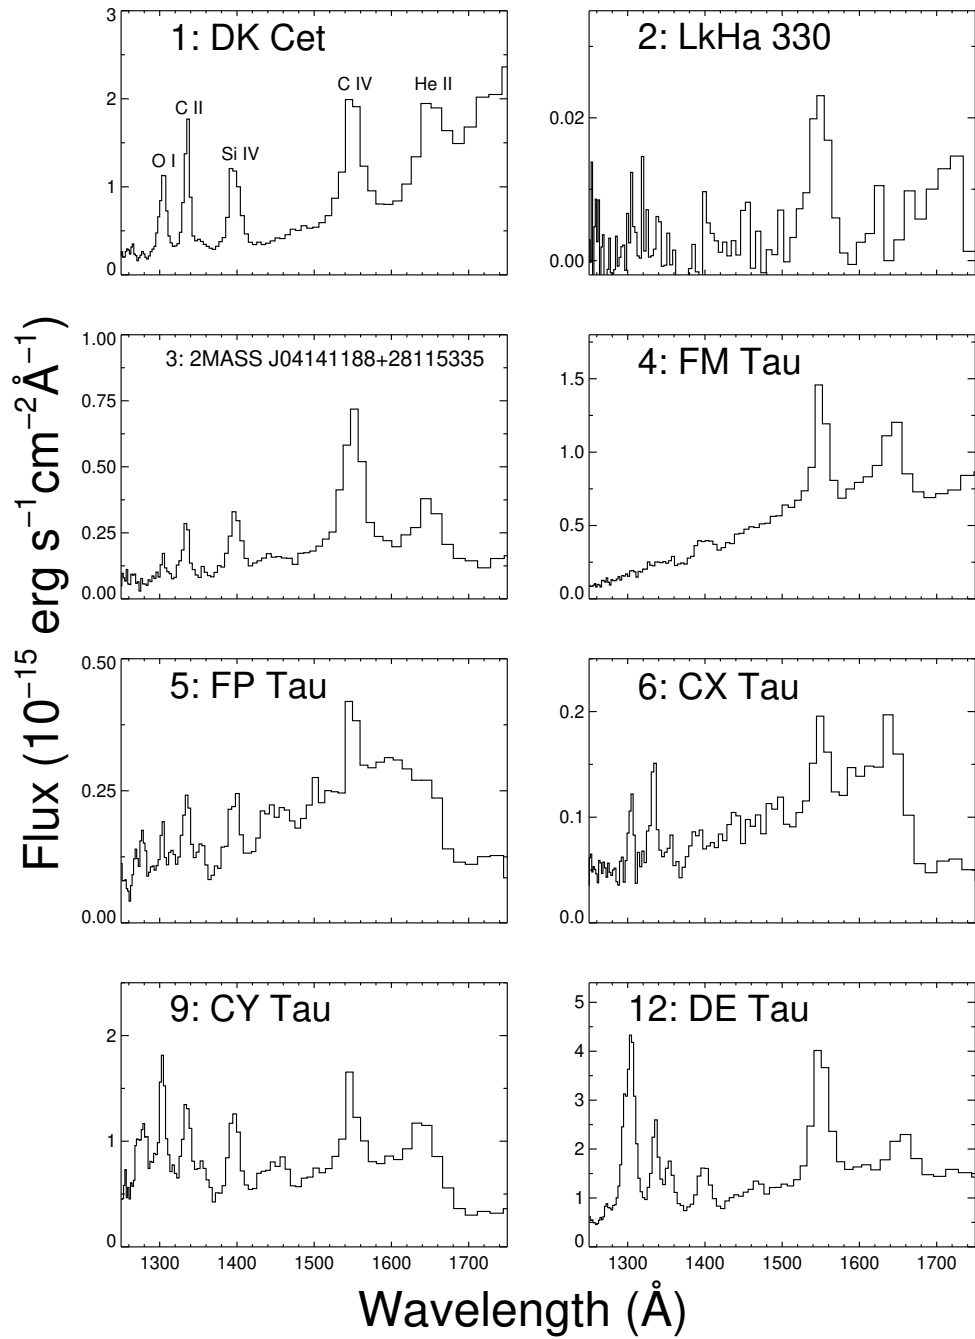 1: DK Cet
3
2
1
0
O I
C II
Si IV
C IV
He II
2: LkHa 330
0.02
0.00
3: 2MASS J04141188+28115335
1.00
0.75
0.50
0.25
0.00
4: FM Tau
1.5
1.0
0.5
0.0
5: FP Tau
0.50
0.25
0.00
6: CX Tau
0.2
0.1
0.0
9: CY Tau
2
1
0
1300 1400 1500 1600 1700
12: DE Tau
5
4
3
2
1
0
1300 1400 1500 1600 1700
Flux (10⁻¹⁵ erg s⁻¹cm⁻²Å⁻¹)
Wavelength (Å)